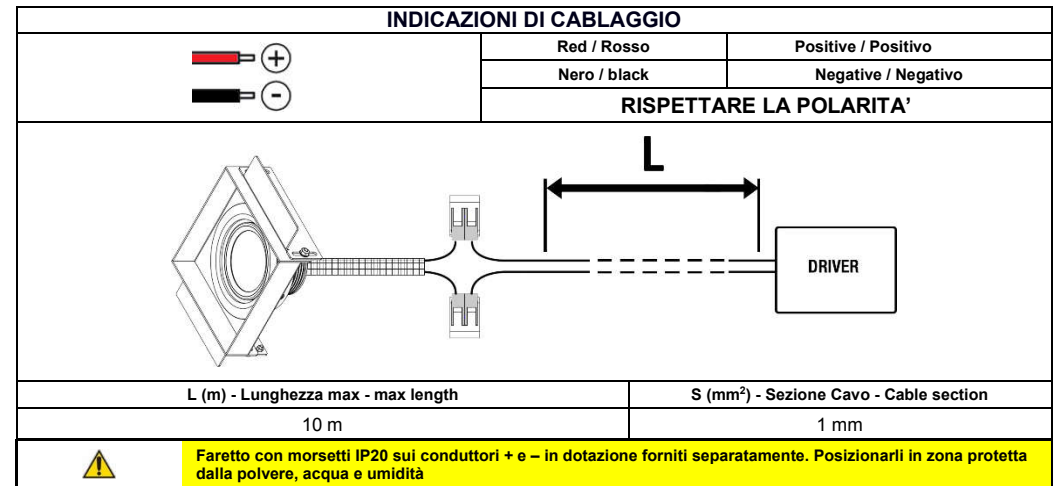 INDICAZIONI DI CABLAGGIO
+
Red / Rosso
Positive / Positivo
-
Nero / black
Negative / Negativo
RISPETTARE LA POLARITA’
L
DRIVER
L (m) - Lunghezza max - max length
S (mm²) - Sezione Cavo - Cable section
10 m
1 mm
Faretto con morsetti IP20 sui conduttori + e – in dotazione forniti separatamente. Posizionarli in zona protetta
dalla polvere, acqua e umidità